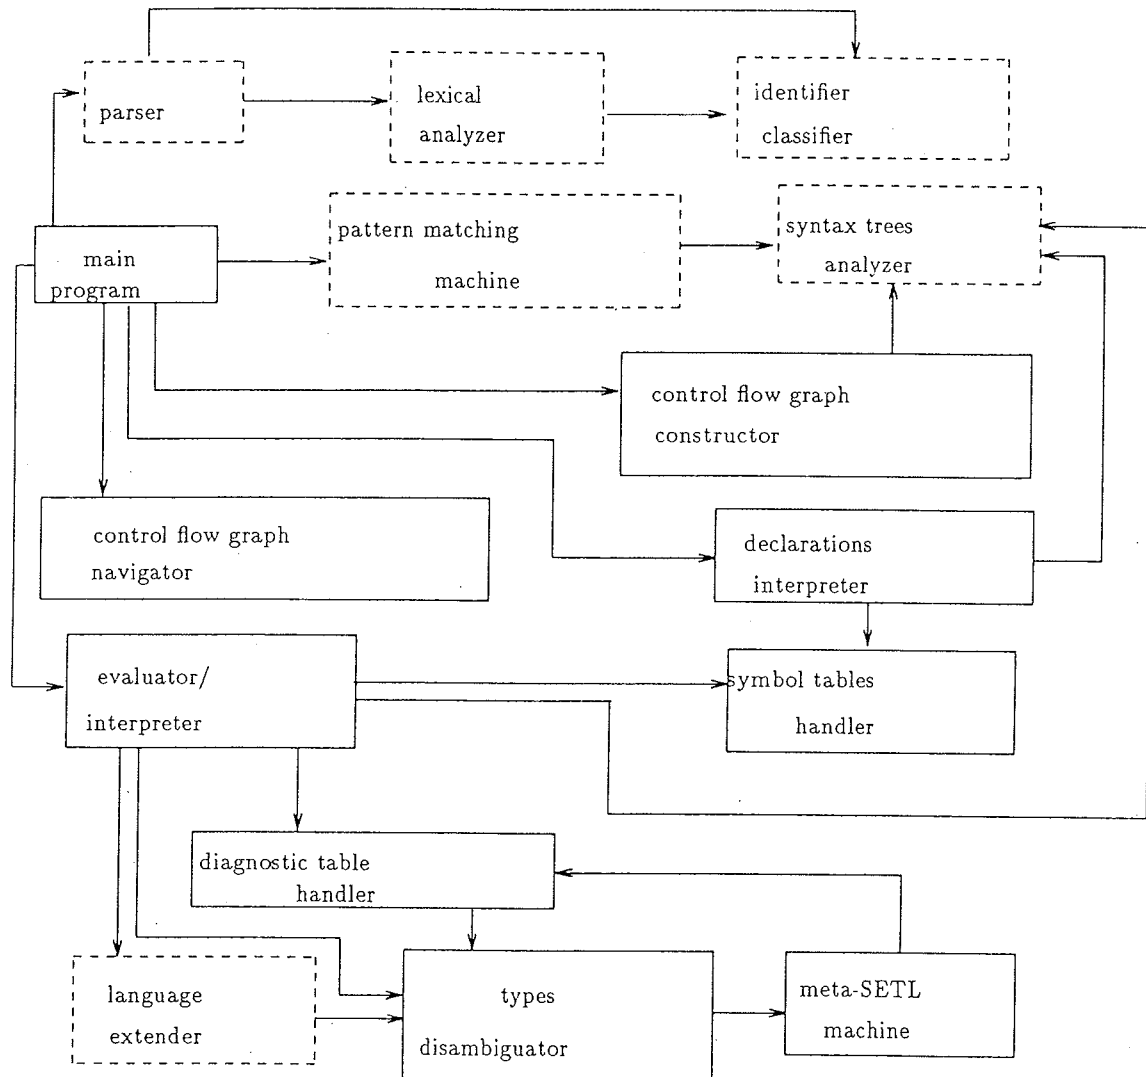 parser
lexical
analyzer
identifier
classifier
main
program
pattern matching
machine
syntax trees
analyzer
control flow graph
constructor
control flow graph
navigator
declarations
interpreter
evaluator/
interpreter
symbol tables
handler
diagnostic table
handler
language
extender
types
disambiguator
meta-SETL
machine